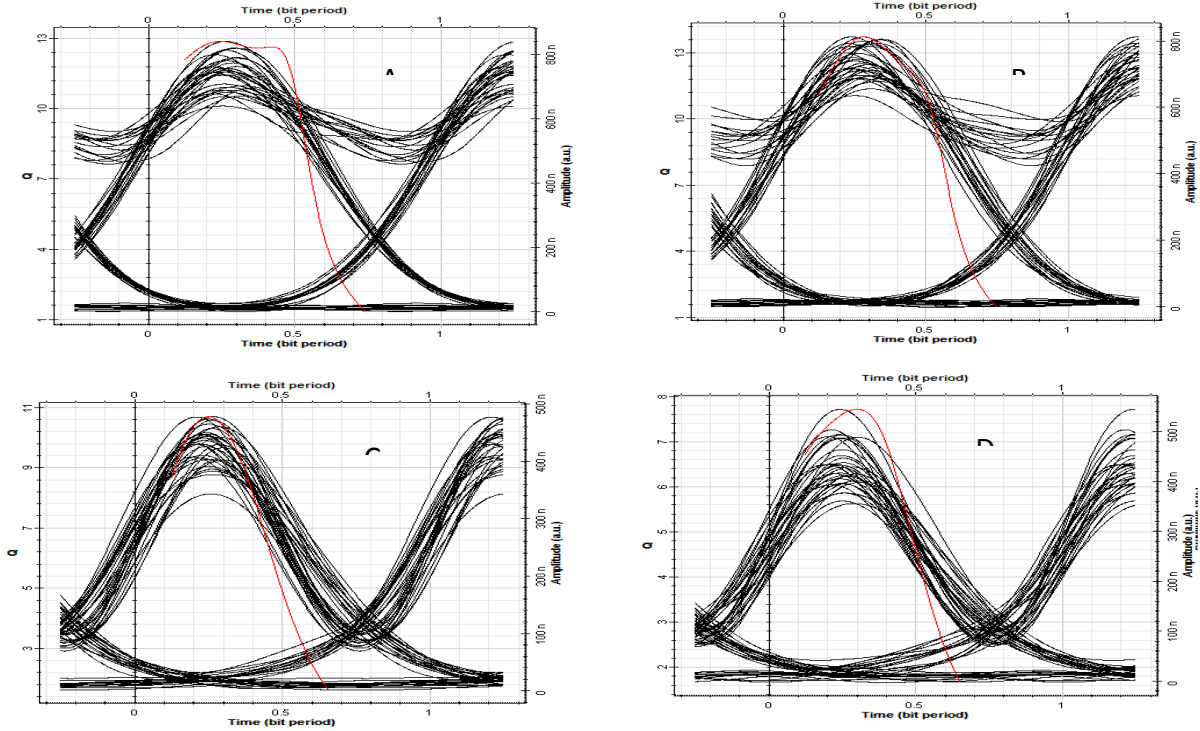 Time (bit period)
0 0.5 1
A
13
10
7
4
1
Q
800 n
600 n
400 n
200 n
0
Amplitude (a.u.)
0 0.5 1
Time (bit period)
Time (bit period)
0 0.5 1
13
10
7
4
1
Q
800 n
600 n
400 n
200 n
0
Amplitude (a.u.)
0 0.5 1
Time (bit period)
Time (bit period)
0 0.5 1
C
11
9
7
5
3
Q
500 n
400 n
300 n
200 n
100 n
0
Amplitude (a.u.)
0 0.5 1
Time (bit period)
Time (bit period)
0 0.5 1
D
8
7
6
5
4
3
2
Q
500 n
400 n
300 n
200 n
100 n
0
Amplitude (a.u.)
0 0.5 1
Time (bit period)